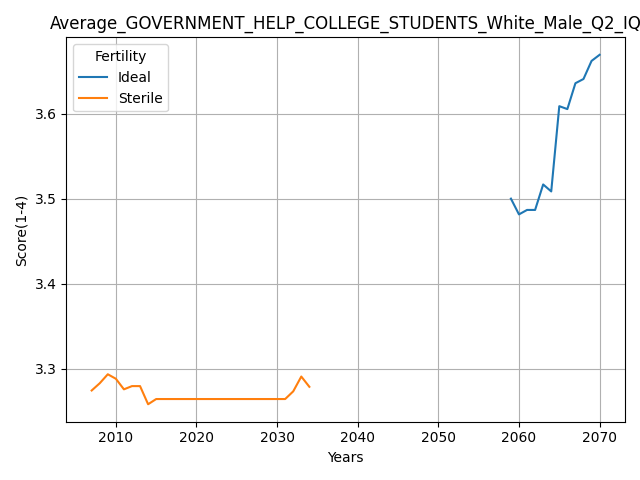 Average_GOVERNMENT_HELP_COLLEGE_STUDENTS_White_Male_Q2_IQ
Fertility
Ideal
Sterile
Score(1-4)
3.6
3.5
3.4
3.3
2010 2020 2030 2040 2050 2060 2070
Years